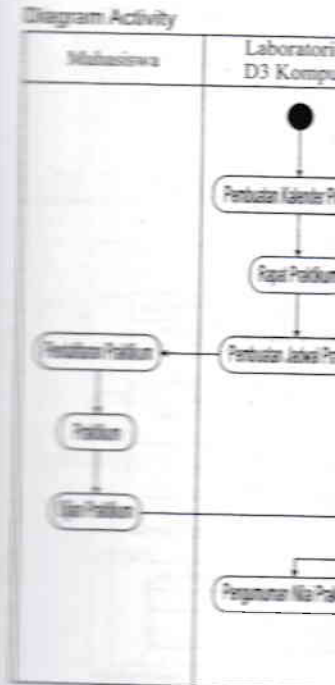 Diagram Activity
Mahasiswa
Laboratori
D3 Kompu
Pembuatan Kalender P
Rapat Praktikum
Pendaftaran Praktikum
Pembuatan Jadwal Pr
Praktikum
Ujian Praktikum
Pengumuman Nilai Prak